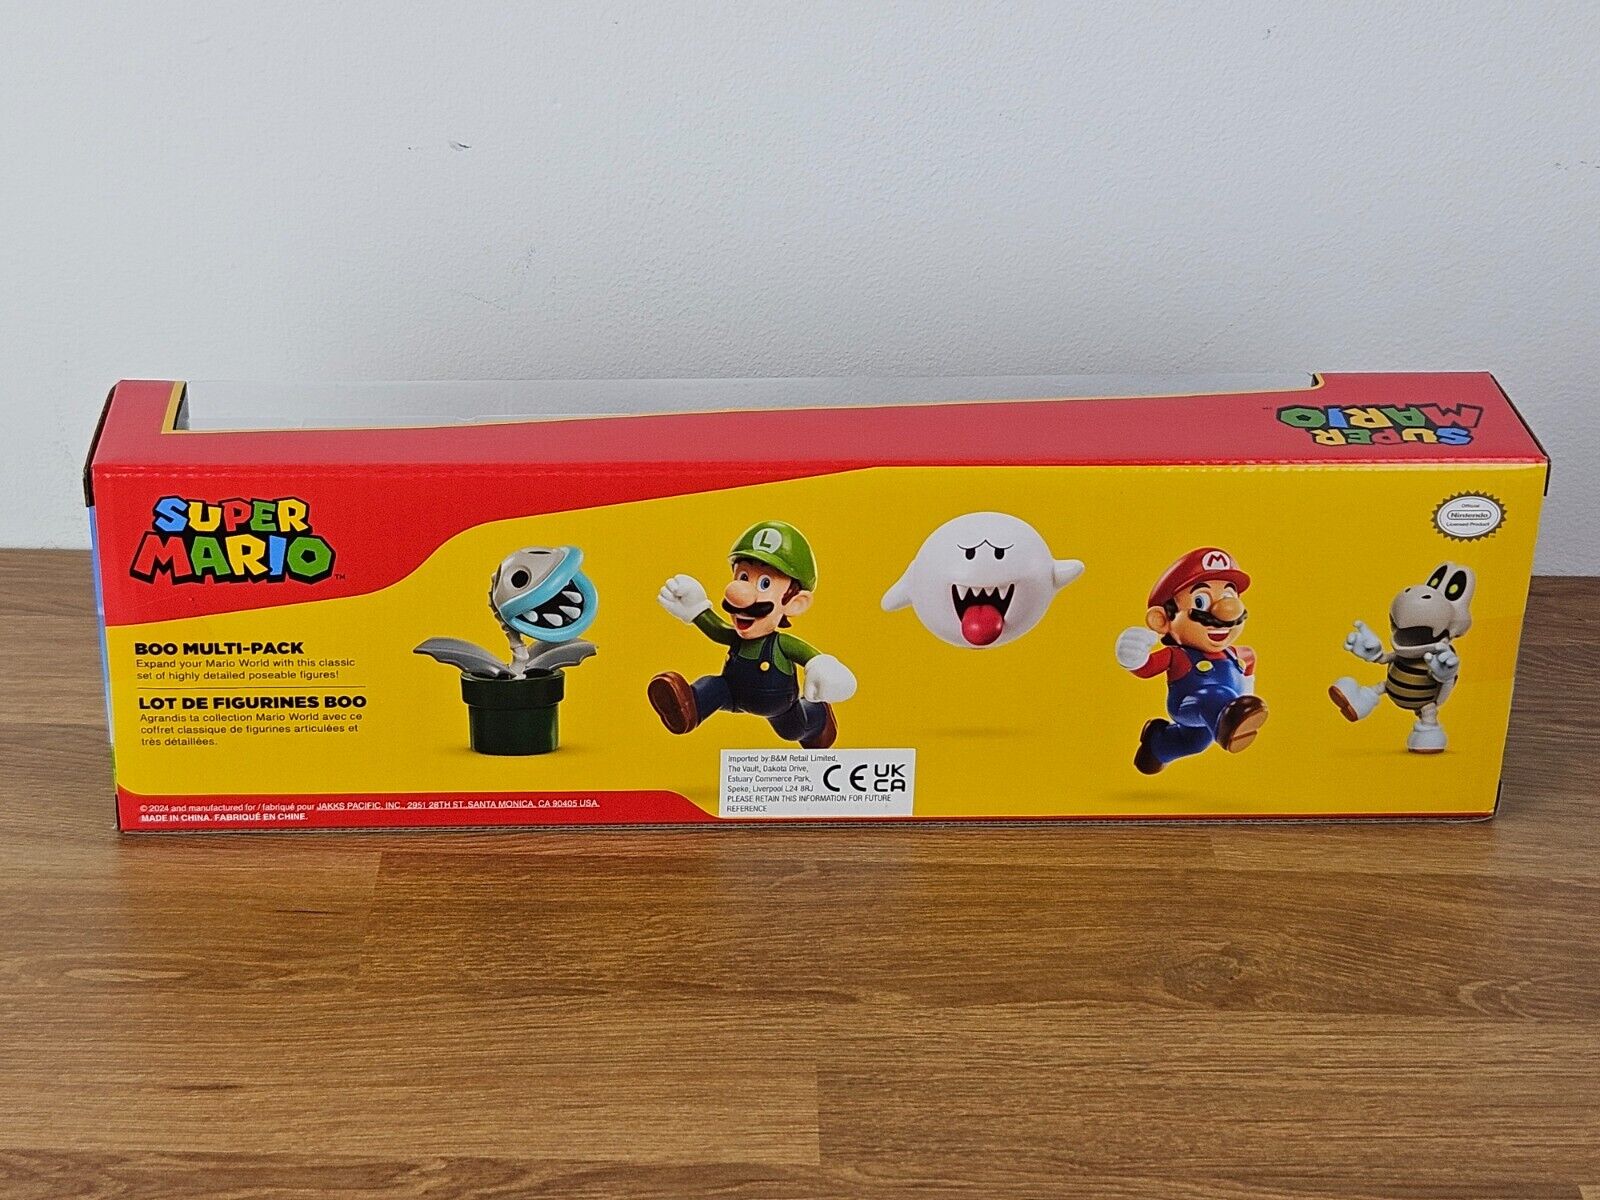 SUPER
MARIO™
SUPER
MARIO™
BOO MULTI-PACK
Expand your Mario World with this classic
set of highly detailed poseable figures!
LOT DE FIGURINES BOO
Agrandis ta collection Mario World avec ce
coffret classique de figurines articulées et
très détaillées.
© 2024 and manufactured for / fabriqué pour JAKKS PACIFIC, INC., 2951 28TH ST.,SANTA MONICA, CA 90405 USA.
MADE IN CHINA. FABRIQUÉ EN CHINE.
L
M
Imported by:B&M Retail Limited,
The Vault, Dakota Drive,
Estuary Commerce Park,
Speke, Liverpool L24 8RJ
PLEASE RETAIN THIS INFORMATION FOR FUTURE
REFERENCE
CE
UK
CA
Official
Nintendo
Licensed Product